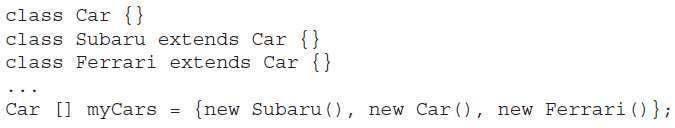 class Car {}
class Subaru extends Car {}
class Ferrari extends Car {}
...
Car [] myCars = {new Subaru(), new Car(), new Ferrari()};